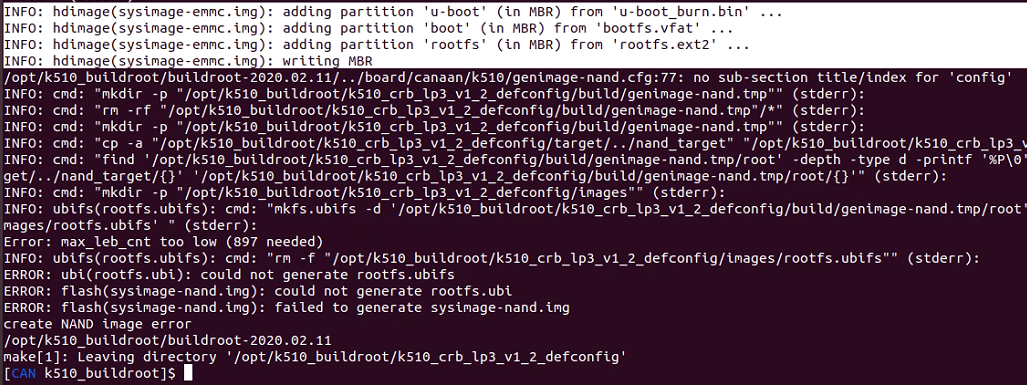 INFO: hdimage(sysimage-emmc.img): adding partition 'u-boot' (in MBR) from 'u-boot_burn.bin' ...
INFO: hdimage(sysimage-emmc.img): adding partition 'boot' (in MBR) from 'bootfs.vfat' ...
INFO: hdimage(sysimage-emmc.img): adding partition 'rootfs' (in MBR) from 'rootfs.ext2' ...
INFO: hdimage(sysimage-emmc.img): writing MBR
/opt/k510_buildroot/buildroot-2020.02.11/../board/canaan/k510/genimage-nand.cfg:77: no sub-section title/index for 'config'
INFO: cmd: "mkdir -p "/opt/k510_buildroot/k510_crb_lp3_v1_2_defconfig/build/genimage-nand.tmp"" (stderr):
INFO: cmd: "rm -rf "/opt/k510_buildroot/k510_crb_lp3_v1_2_defconfig/build/genimage-nand.tmp"/*" (stderr):
INFO: cmd: "mkdir -p "/opt/k510_buildroot/k510_crb_lp3_v1_2_defconfig/build/genimage-nand.tmp"" (stderr):
INFO: cmd: "cp -a "/opt/k510_buildroot/k510_crb_lp3_v1_2_defconfig/target/../nand_target" "/opt/k510_buildroot/k510_crb_lp3_v1
INFO: cmd: "find '/opt/k510_buildroot/k510_crb_lp3_v1_2_defconfig/build/genimage-nand.tmp/root' -depth -type d -printf '%P\0'
get/../nand_target/{}' '/opt/k510_buildroot/k510_crb_lp3_v1_2_defconfig/build/genimage-nand.tmp/root/{}'" (stderr):
INFO: cmd: "mkdir -p "/opt/k510_buildroot/k510_crb_lp3_v1_2_defconfig/images"" (stderr):
INFO: ubifs(rootfs.ubifs): cmd: "mkfs.ubifs -d '/opt/k510_buildroot/k510_crb_lp3_v1_2_defconfig/build/genimage-nand.tmp/root'
mages/rootfs.ubifs' " (stderr):
Error: max_leb_cnt too low (897 needed)
INFO: ubifs(rootfs.ubifs): cmd: "rm -f "/opt/k510_buildroot/k510_crb_lp3_v1_2_defconfig/images/rootfs.ubifs"" (stderr):
ERROR: ubi(rootfs.ubi): could not generate rootfs.ubifs
ERROR: flash(sysimage-nand.img): could not generate rootfs.ubi
ERROR: flash(sysimage-nand.img): failed to generate sysimage-nand.img
create NAND image error
/opt/k510_buildroot/buildroot-2020.02.11
make[1]: Leaving directory '/opt/k510_buildroot/k510_crb_lp3_v1_2_defconfig'
[CAN k510_buildroot]$